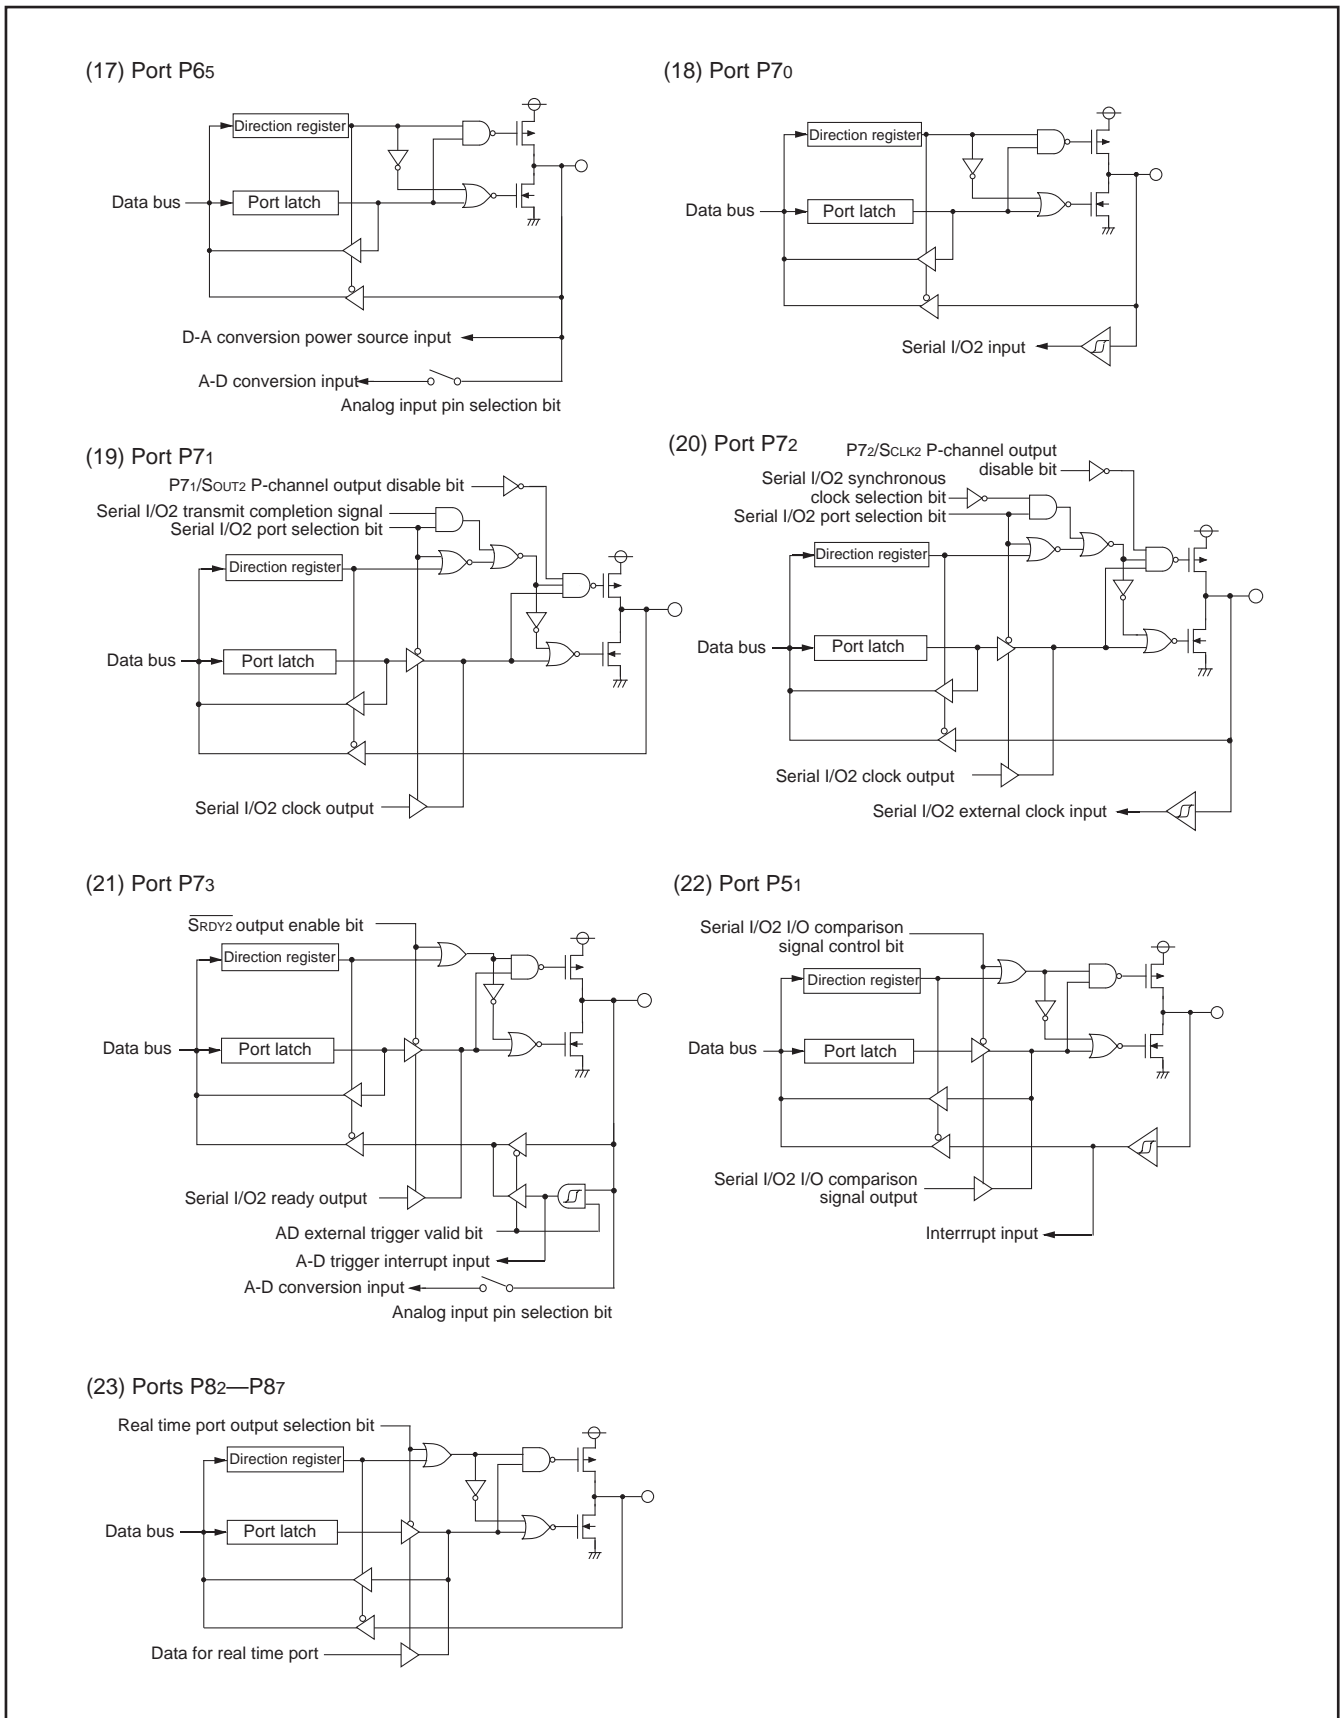 (17) Port P65
Direction register
Data bus
Port latch
D-A conversion power source input
A-D conversion input
Analog input pin selection bit
(18) Port P70
Direction register
Data bus
Port latch
Serial I/O2 input
(19) Port P71
P71/SOUT2 P-channel output disable bit
Serial I/O2 transmit completion signal
Serial I/O2 port selection bit
Direction register
Data bus
Port latch
Serial I/O2 clock output
(20) Port P72
P72/SCLK2 P-channel output
disable bit
Serial I/O2 synchronous
clock selection bit
Serial I/O2 port selection bit
Direction register
Data bus
Port latch
Serial I/O2 clock output
Serial I/O2 external clock input
(21) Port P73
SRDY2 output enable bit
Direction register
Data bus
Port latch
Serial I/O2 ready output
AD external trigger valid bit
A-D trigger interrupt input
A-D conversion input
Analog input pin selection bit
(22) Port P51
Serial I/O2 I/O comparison
signal control bit
Direction register
Data bus
Port latch
Serial I/O2 I/O comparison
signal output
Interrrupt input
(23) Ports P82—P87
Real time port output selection bit
Direction register
Data bus
Port latch
Data for real time port